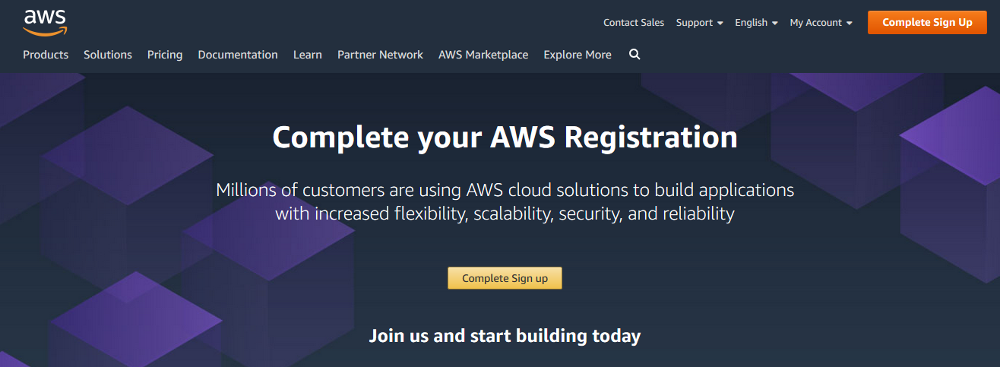 aws
Contact Sales Support English My Account Complete Sign Up
Products Solutions Pricing Documentation Learn Partner Network AWS Marketplace Explore More
Complete your AWS Registration
Millions of customers are using AWS cloud solutions to build applications
with increased flexibility, scalability, security, and reliability
Complete Sign up
Join us and start building today